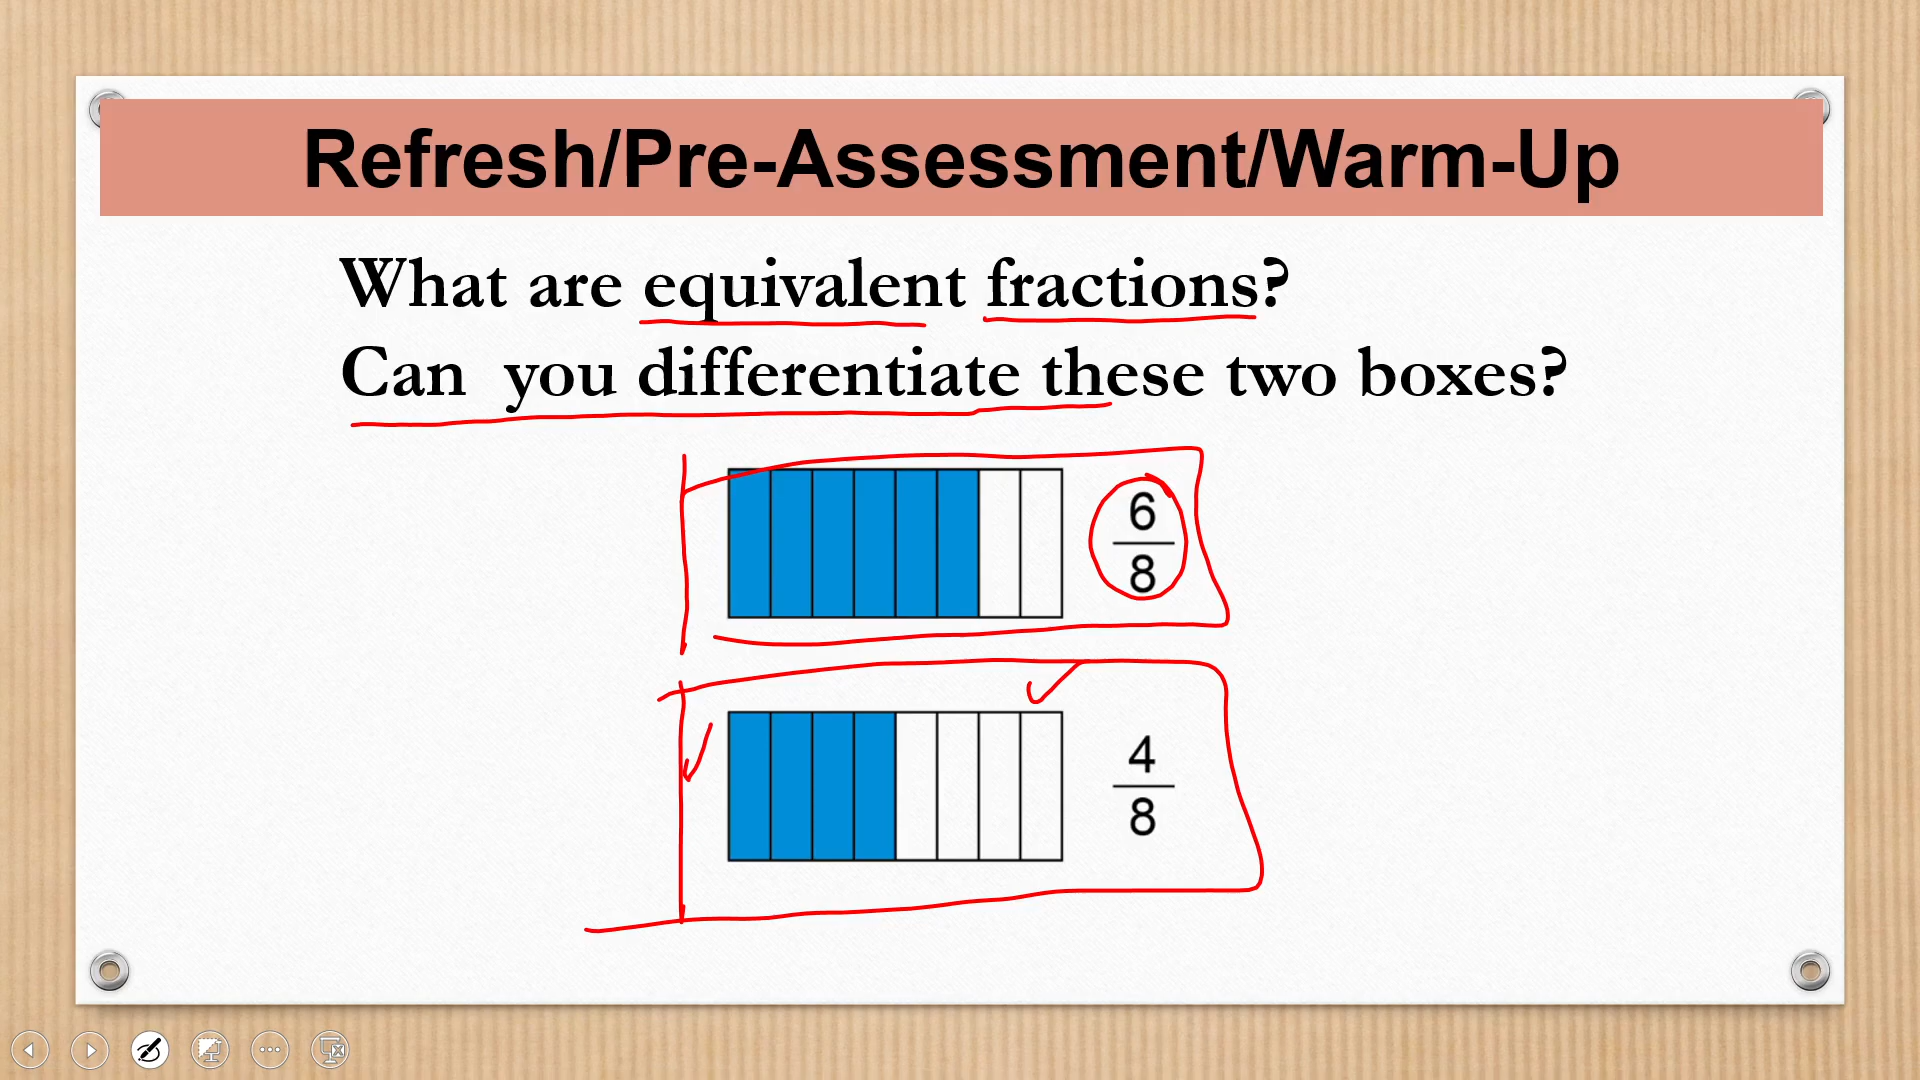 Refresh/Pre-Assessment/Warm-Up
What are equivalent fractions?
Can you differentiate these two boxes?
6
8
4
8